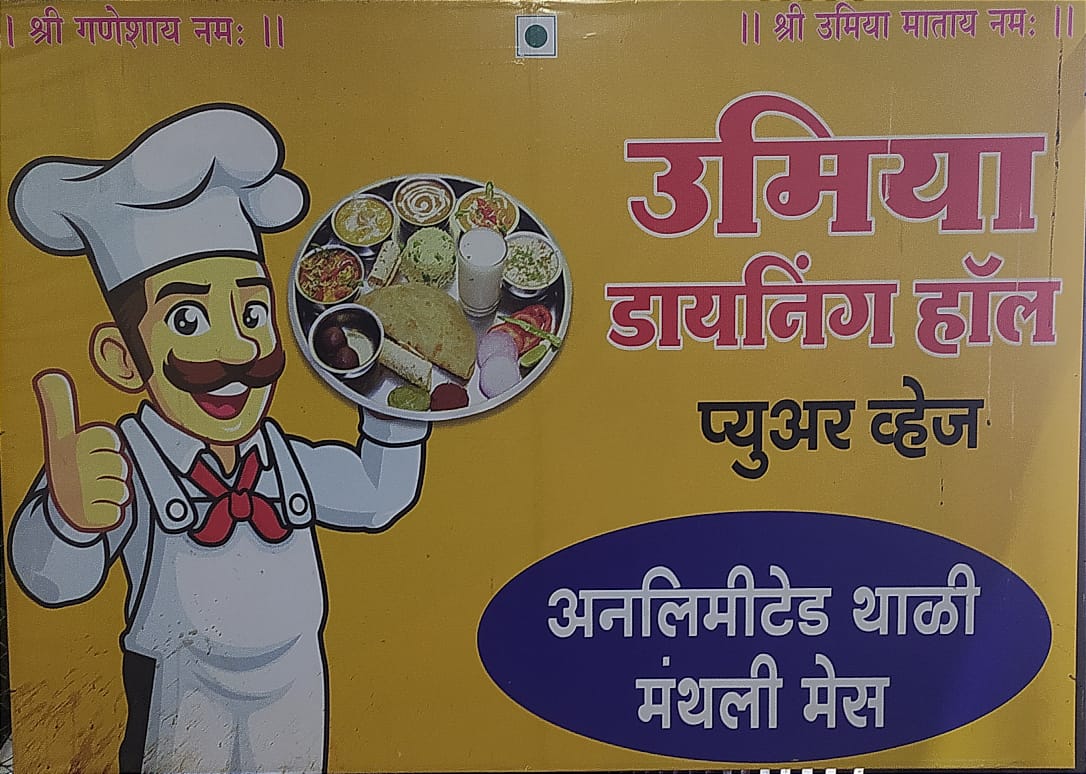 । श्री गणेशाय नमः ।।
।। श्री उमिया माताय नमः ।।
उमिया
डायनिंग हॉल
प्युअर व्हेज
अनलिमीटेड थाळी
मंथली मेस